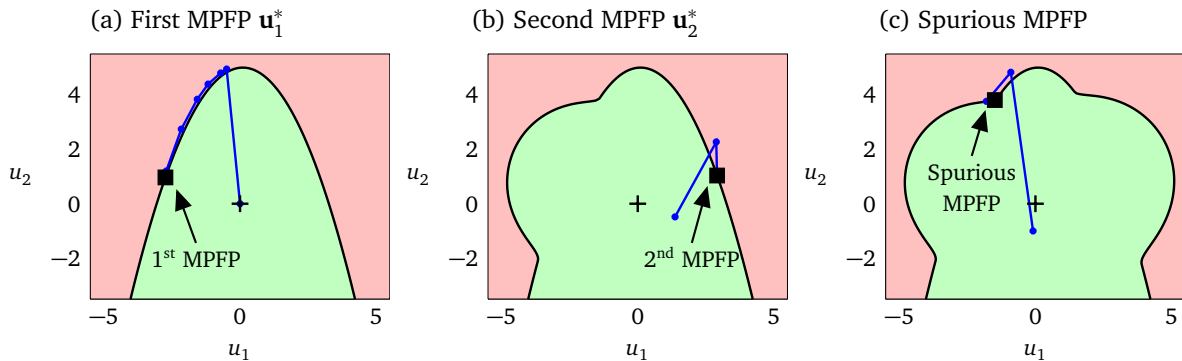 (a) First MPFP u₁*
(b) Second MPFP u₂*
(c) Spurious MPFP
4
2
0
−2
u₂
−5
0
5
u₁
1st MPFP
4
2
0
−2
u₂
−5
0
5
u₁
2nd MPFP
4
2
0
−2
u₂
−5
0
5
u₁
Spurious
MPFP